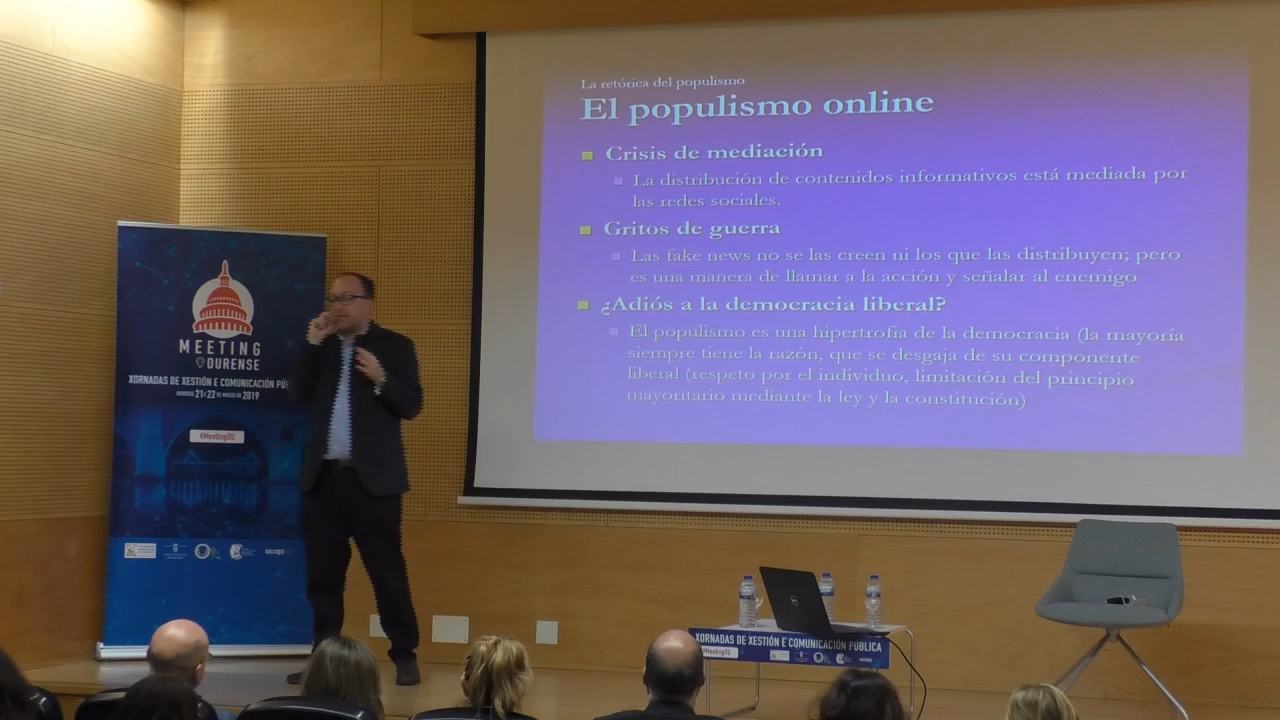 La retórica del populismo
El populismo online
Crisis de mediación
La distribución de contenidos informativos está medíada por
las redes sociales.
Gritos de guerra
Las fake news no se las creen ni los que las distribuyen; pero
es una manera de llamar a la acción y señalar al enemigo
¿Adiós a la democracia liberal?
El populismo es una hipertrofia de la democracia (la mayoría
siempre tiene la razón, que se desgaja de su componente
liberal (respeto por el individuo, limitación del principio
mayoritario mediante la ley y la constitución)
MEETING
OURENSE
XORNADAS DE XESTIÓN E COMUNICACIÓN
OURENSE 21 E 22 DE MARZO DE 2019
#MeetingOU
acopi
DELL
XORNADAS DE XESTIÓN E COMUNICACIÓN PÚBLICA
#MeetingOU